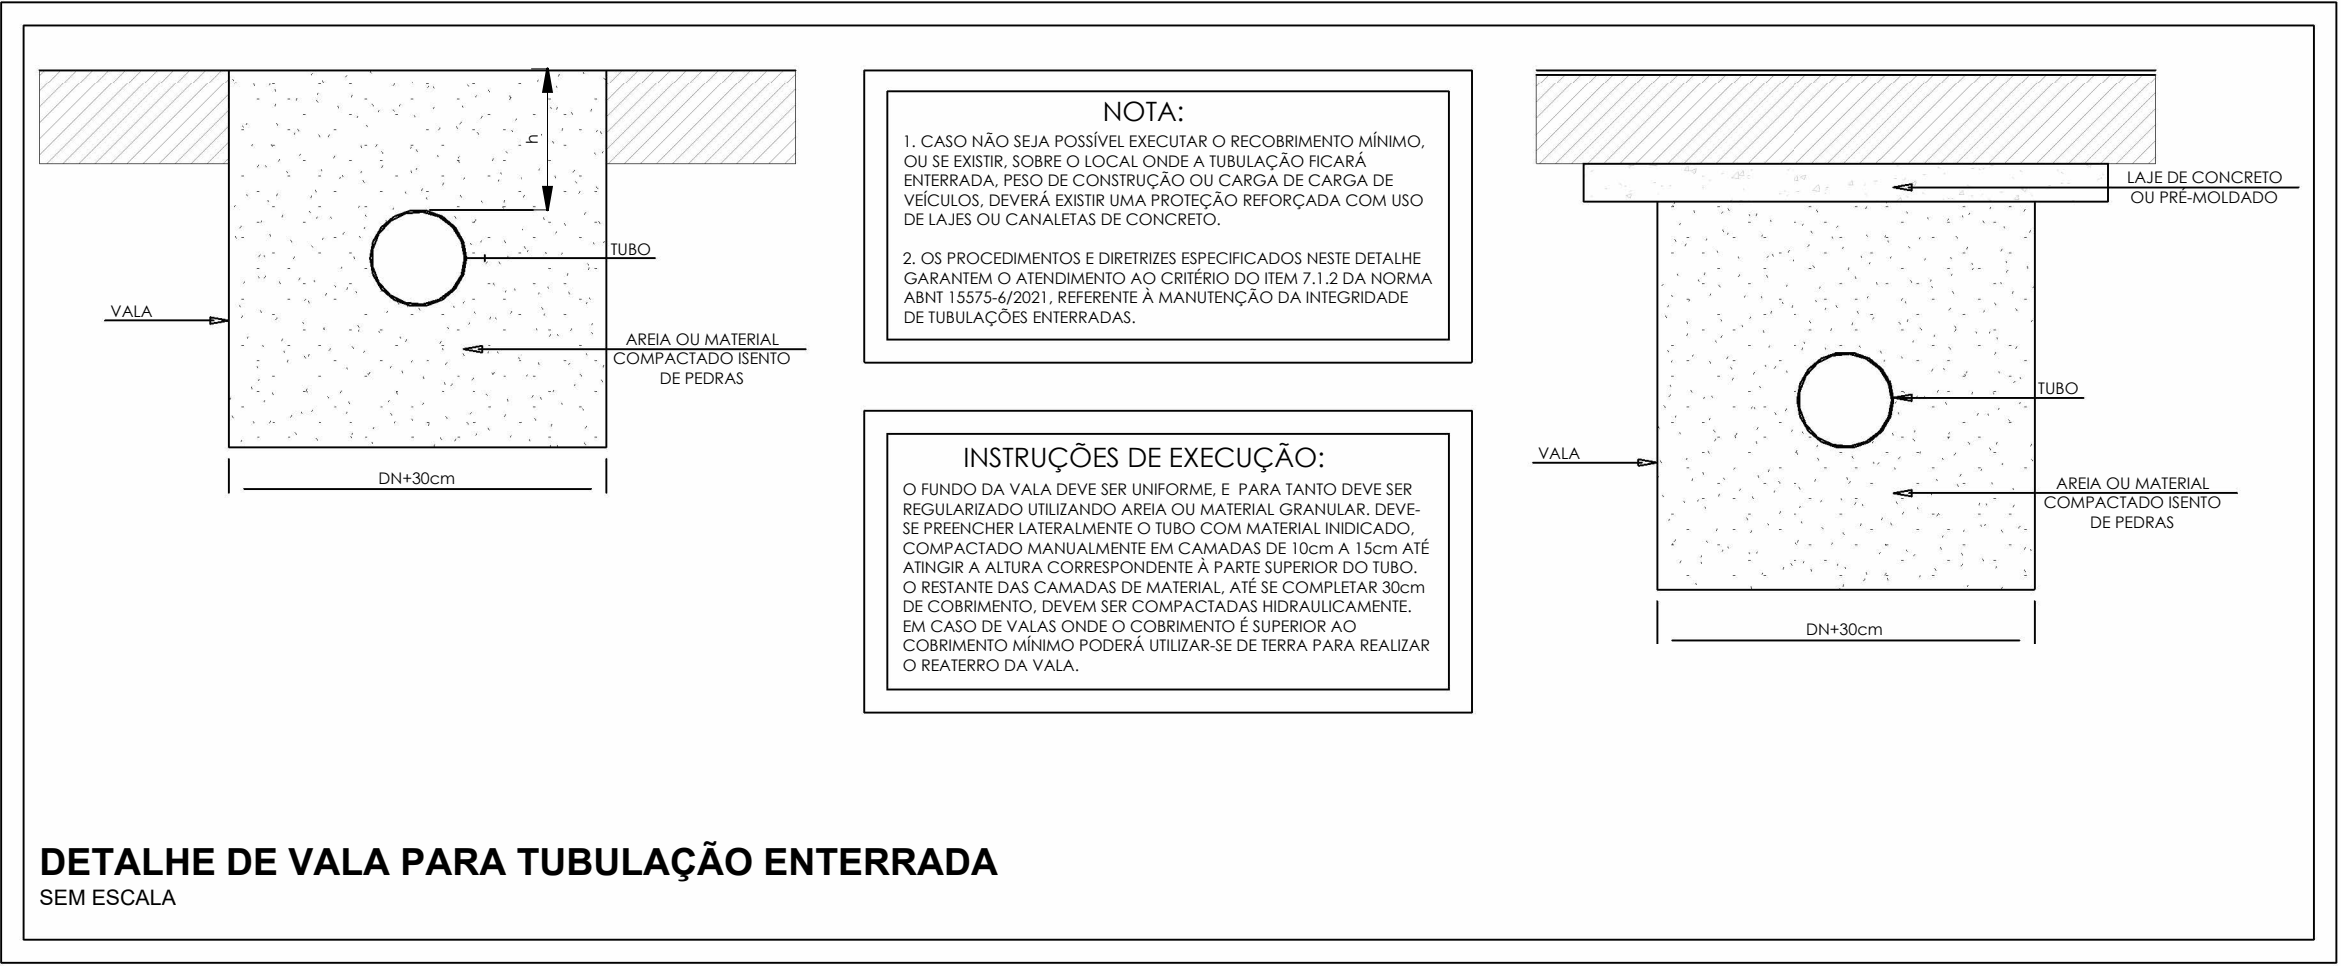 h
TUBO
VALA
AREIA OU MATERIAL
COMPACTADO ISENTO
DE PEDRAS
DN+30cm
NOTA:
1. CASO NÃO SEJA POSSÍVEL EXECUTAR O RECOBRIMENTO MÍNIMO,
OU SE EXISTIR, SOBRE O LOCAL ONDE A TUBULAÇÃO FICARÁ
ENTERRADA, PESO DE CONSTRUÇÃO OU CARGA DE CARGA DE
VEÍCULOS, DEVERÁ EXISTIR UMA PROTEÇÃO REFORÇADA COM USO
DE LAJES OU CANALETAS DE CONCRETO.
2. OS PROCEDIMENTOS E DIRETRIZES ESPECIFICADOS NESTE DETALHE
GARANTEM O ATENDIMENTO AO CRITÉRIO DO ITEM 7.1.2 DA NORMA
ABNT 15575-6/2021, REFERENTE À MANUTENÇÃO DA INTEGRIDADE
DE TUBULAÇÕES ENTERRADAS.
INSTRUÇÕES DE EXECUÇÃO:
O FUNDO DA VALA DEVE SER UNIFORME, E PARA TANTO DEVE SER
REGULARIZADO UTILIZANDO AREIA OU MATERIAL GRANULAR. DEVE-
SE PREENCHER LATERALMENTE O TUBO COM MATERIAL INIDICADO,
COMPACTADO MANUALMENTE EM CAMADAS DE 10cm A 15cm ATÉ
ATINGIR A ALTURA CORRESPONDENTE À PARTE SUPERIOR DO TUBO.
O RESTANTE DAS CAMADAS DE MATERIAL, ATÉ SE COMPLETAR 30cm
DE COBRIMENTO, DEVEM SER COMPACTADAS HIDRAULICAMENTE.
EM CASO DE VALAS ONDE O COBRIMENTO É SUPERIOR AO
COBRIMENTO MÍNIMO PODERÁ UTILIZAR-SE DE TERRA PARA REALIZAR
O REATERRO DA VALA.
LAJE DE CONCRETO
OU PRÉ-MOLDADO
TUBO
VALA
AREIA OU MATERIAL
COMPACTADO ISENTO
DE PEDRAS
DN+30cm
DETALHE DE VALA PARA TUBULAÇÃO ENTERRADA
SEM ESCALA